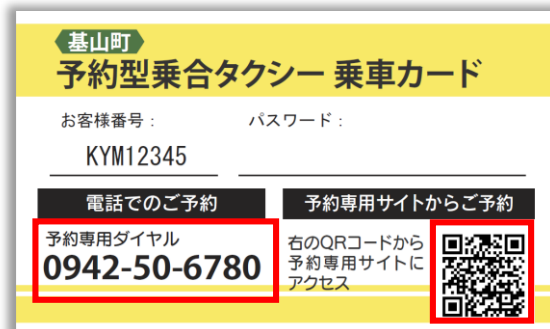 基山町
予約型乗合タクシー 乗車カード
お客様番号：
パスワード：
KYM12345
電話でのご予約
予約専用ダイヤル
0942-50-6780
予約専用サイトからご予約
右のQRコードから
予約専用サイトに
アクセス